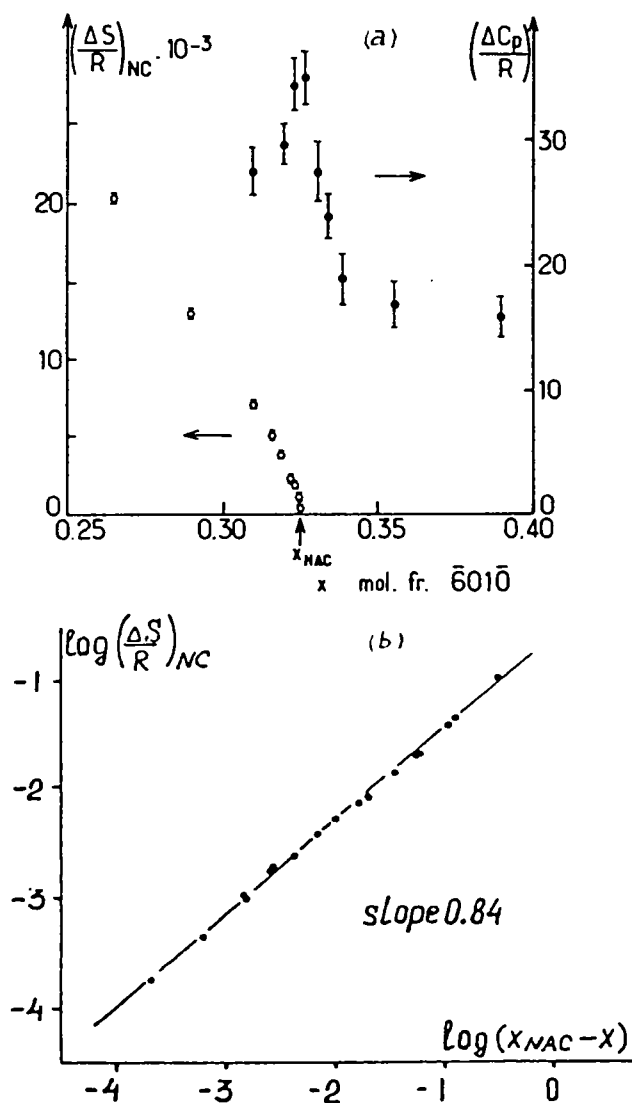 (ΔS/R)NC · 10⁻³ (a) (ΔCp/R)
30
20
20
10
10
0 0
0.25 0.30 0.35 0.40
xNAC
x mol. fr. 6̄010̄
log (ΔS/R)NC (b)
-1
-2
-3
slope 0.84
-4
log (xNAC-x)
-4 -3 -2 -1 0